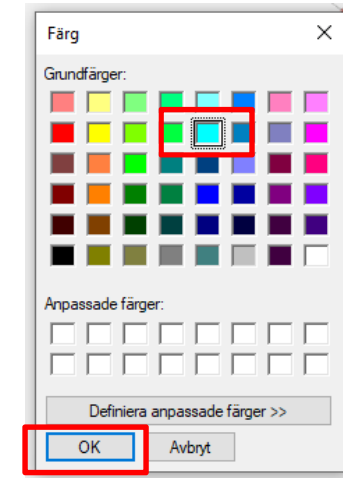 Färg
Grundfärger:
Anpassade färger:
Definiera anpassade färger >>
OK Avbryt